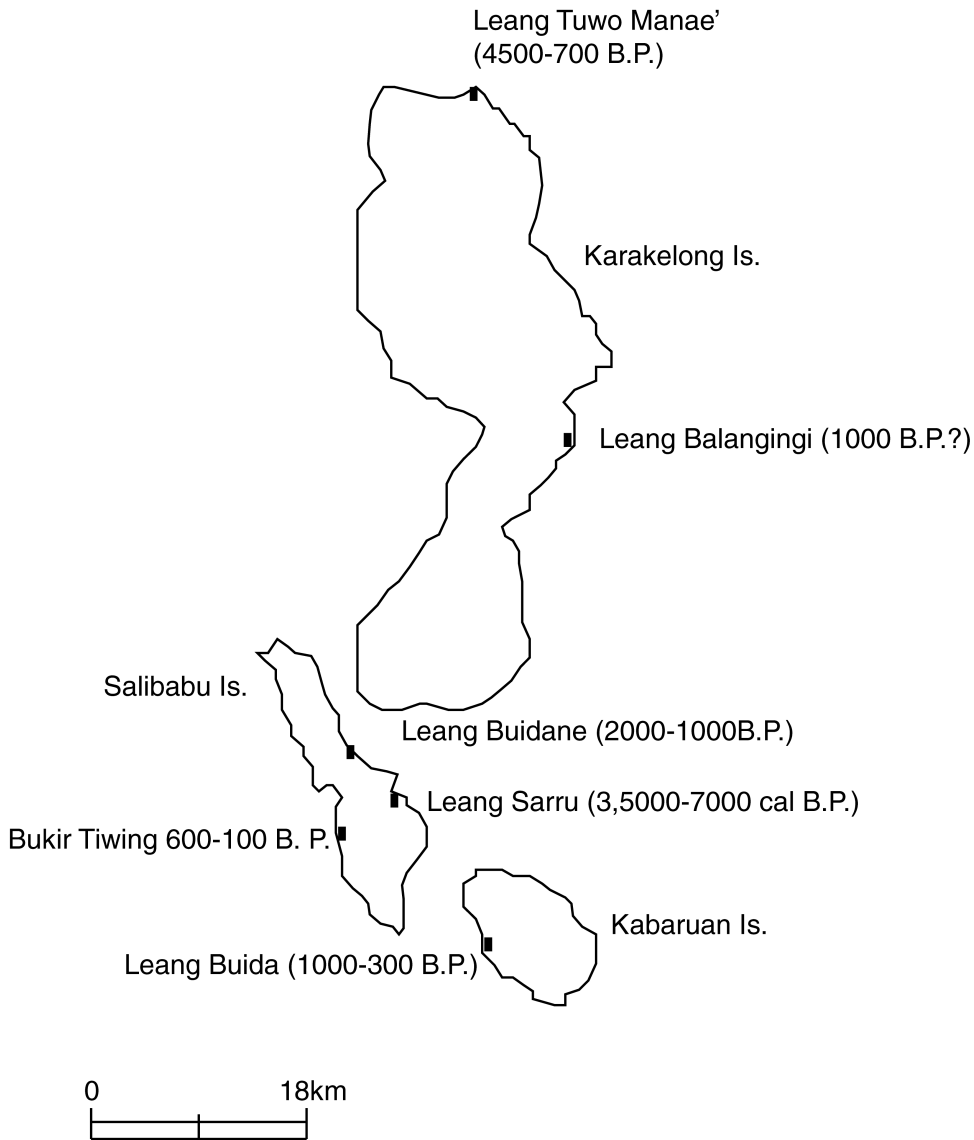 Leang Tuwo Manae’
(4500-700 B.P.)
Karakelong Is.
Leang Balangingi (1000 B.P.?)
Salibabu Is.
Leang Buidane (2000-1000B.P.)
Leang Sarru (3,5000-7000 cal B.P.)
Bukir Tiwing 600-100 B. P.
Kabaruan Is.
Leang Buida (1000-300 B.P.)
0 18km